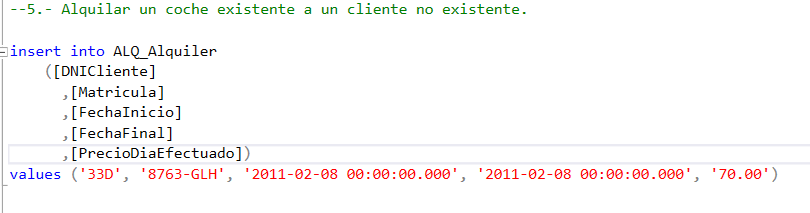 --5.- Alquilar un coche existente a un cliente no existente.
insert into ALQ_Alquiler
([DNICliente]
,[Matricula]
,[FechaInicio]
,[FechaFinal]
,[PrecioDiaEfectuado])
values ('33D', '8763-GLH', '2011-02-08 00:00:00.000', '2011-02-08 00:00:00.000', '70.00')